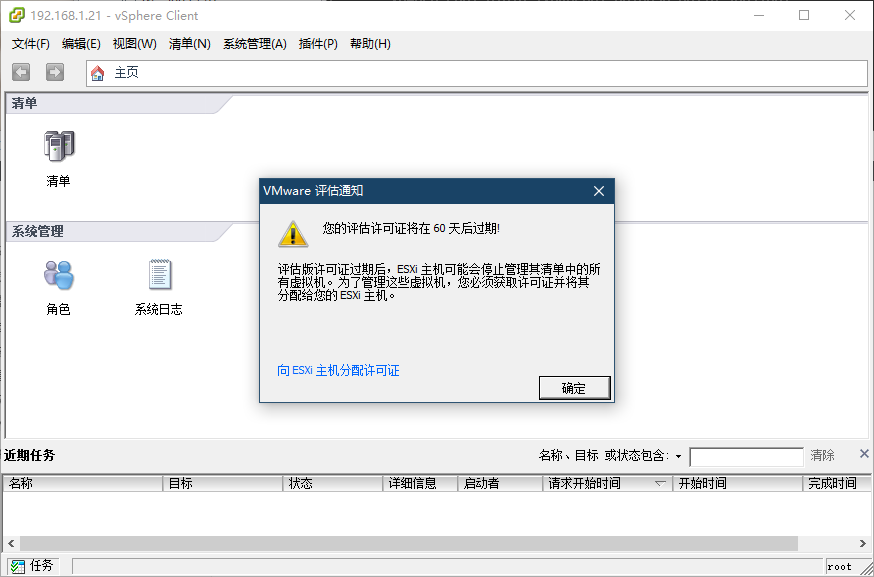 192.168.1.21 - vSphere Client
文件(F) 编辑(E) 视图(W) 清单(N) 系统管理(A) 插件(P) 帮助(H)
主页
清单
清单
系统管理
角色
系统日志
VMware 评估通知
您的评估许可证将在 60 天后过期!
评估版许可证过期后，ESXi 主机可能会停止管理其清单中的所
有虚拟机。为了管理这些虚拟机，您必须获取许可证并将其
分配给您的 ESXi 主机。
向 ESXi 主机分配许可证
确定
近期任务
名称、目标 或状态包含:
清除
名称 目标 状态 详细信息 启动者 请求开始时间 开始时间 完成时间
任务
root